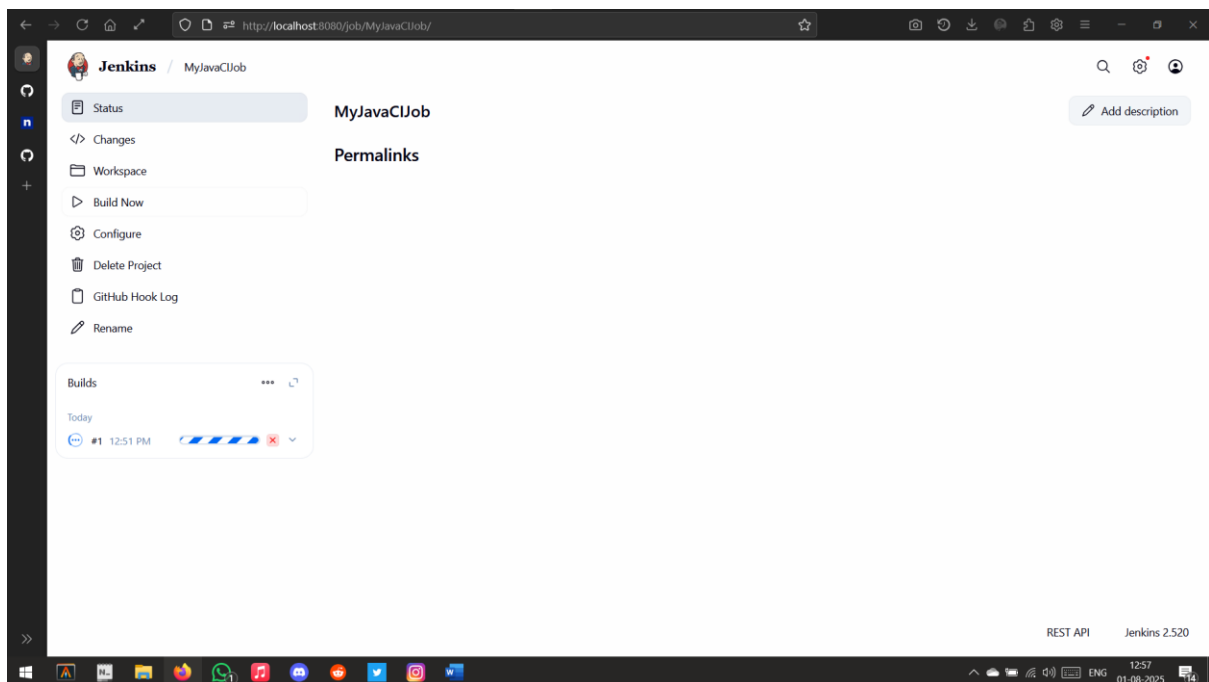 http://localhost:8080/job/MyJavaCIJob/
Jenkins / MyJavaCIJob
Status
Changes
Workspace
Build Now
Configure
Delete Project
GitHub Hook Log
Rename
Builds
Today
#1 12:51 PM
MyJavaCIJob
Add description
Permalinks
REST API
Jenkins 2.520
ENG
12:57
01-08-2025